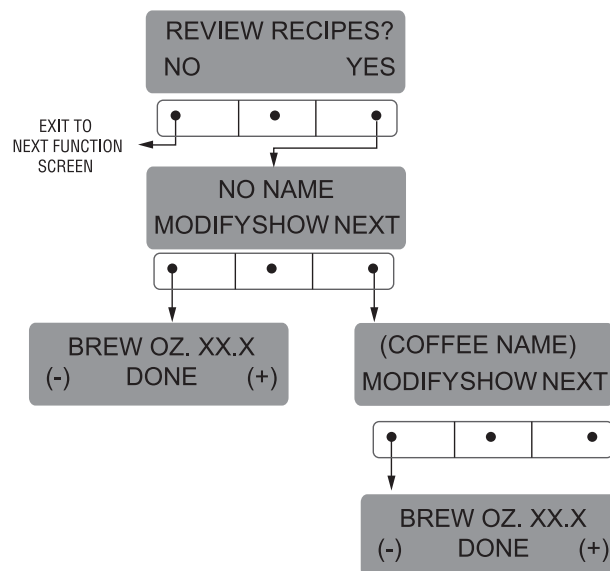 REVIEW RECIPES?
NO YES
EXIT TO
NEXT FUNCTION
SCREEN
NO NAME
MODIFYSHOW NEXT
BREW OZ. XX.X
(-) DONE (+)
(COFFEE NAME)
MODIFYSHOW NEXT
BREW OZ. XX.X
(-) DONE (+)